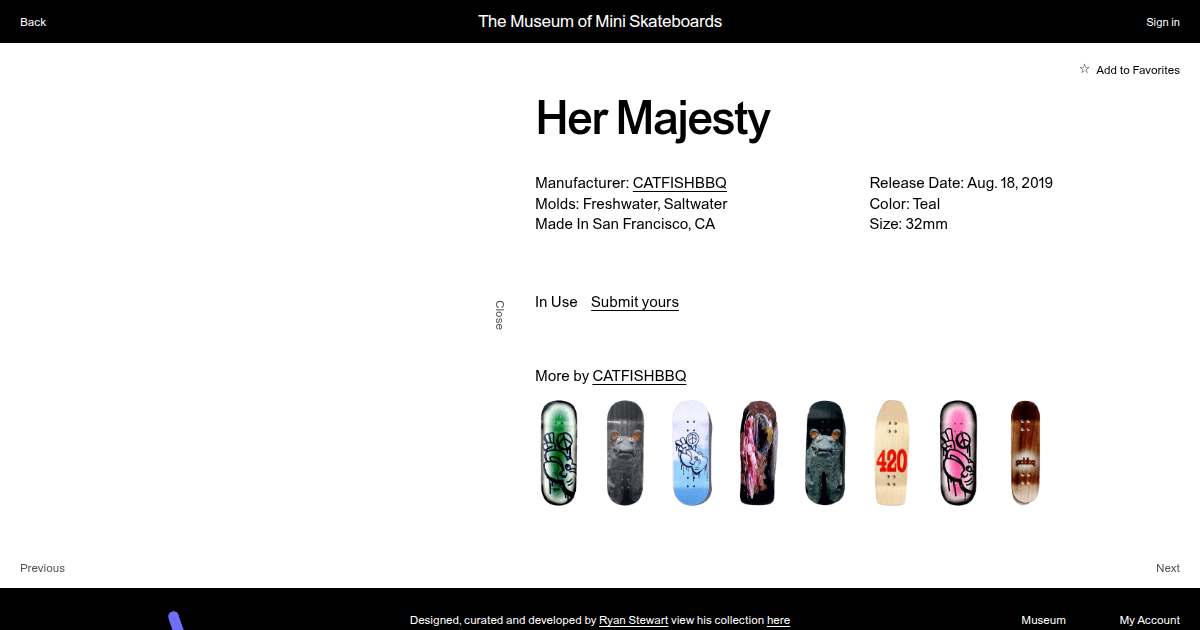 Back
The Museum of Mini Skateboards
Sign in
☆ Add to Favorites
Her Majesty
Manufacturer: CATFISHBBQ
Molds: Freshwater, Saltwater
Made In San Francisco, CA
Release Date: Aug. 18, 2019
Color: Teal
Size: 32mm
Close
In Use Submit yours
More by CATFISHBBQ
420
Previous
Next
Designed, curated and developed by Ryan Stewart view his collection here
Museum
My Account